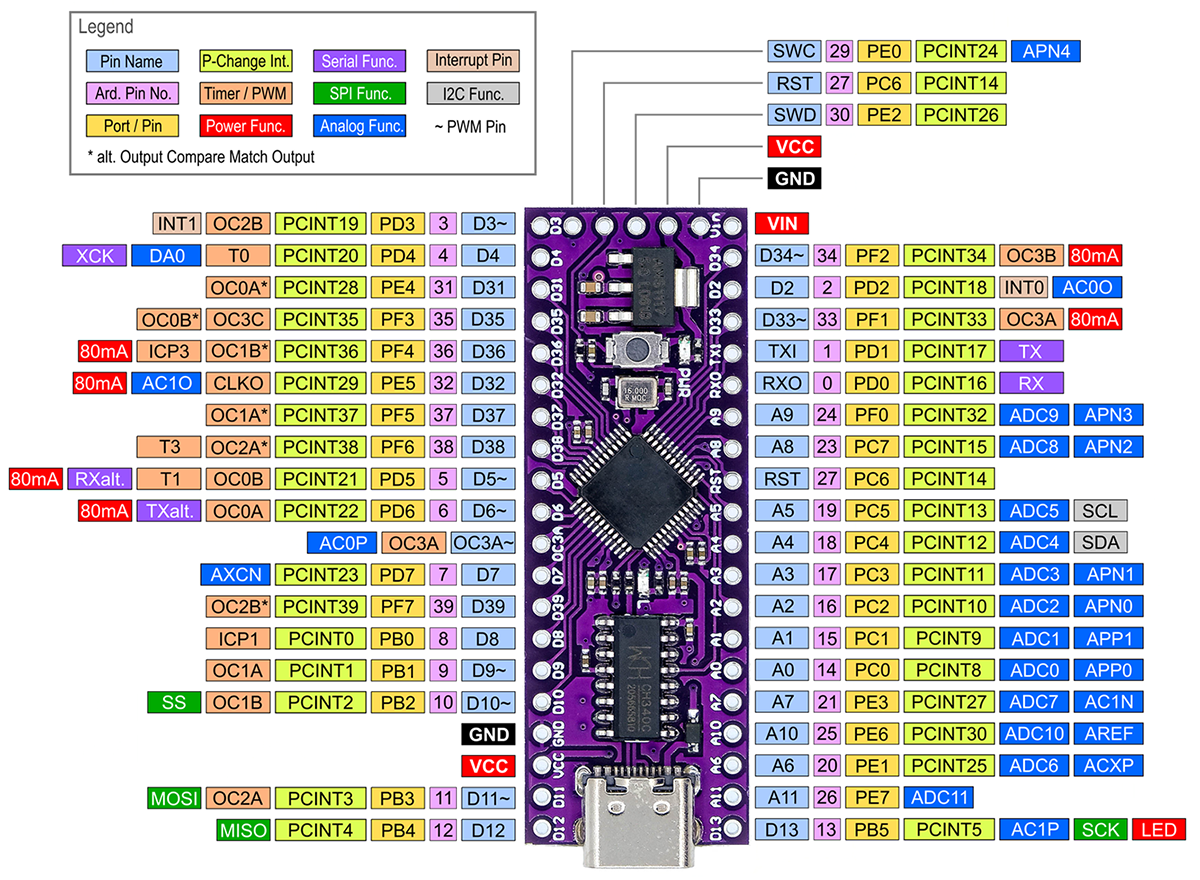 Legend
Pin Name P-Change Int. Serial Func. Interrupt Pin
Ard. Pin No. Timer / PWM SPI Func. I2C Func.
Port / Pin Power Func. Analog Func. ~ PWM Pin
* alt. Output Compare Match Output
SWC 29 PE0 PCINT24 APN4
RST 27 PC6 PCINT14
SWD 30 PE2 PCINT26
VCC
GND
INT1 OC2B PCINT19 PD3 3 D3~
XCK DA0 T0 PCINT20 PD4 4 D4
OC0A* PCINT28 PE4 31 D31
OC0B* OC3C PCINT35 PF3 35 D35
80mA ICP3 OC1B* PCINT36 PF4 36 D36
80mA AC1O CLKO PCINT29 PE5 32 D32
OC1A* PCINT37 PF5 37 D37
T3 OC2A* PCINT38 PF6 38 D38
80mA RXalt. T1 OC0B PCINT21 PD5 5 D5~
80mA TXalt. OC0A PCINT22 PD6 6 D6~
AC0P OC3A OC3A~
AXCN PCINT23 PD7 7 D7
OC2B* PCINT39 PF7 39 D39
ICP1 PCINT0 PB0 8 D8
OC1A PCINT1 PB1 9 D9~
SS OC1B PCINT2 PB2 10 D10~
GND
VCC
MOSI OC2A PCINT3 PB3 11 D11~
MISO PCINT4 PB4 12 D12
D3
D4
D31
D35
D36
D32
D37
D38
D5
D6
OC3A
D7
D39
D8
D9
D10
GND
VCC
D11
D12
PWR
16.000
R MQC
L
WCH
CH340C
205665810
VIN
D34
D2
D33
TX1
RX0
A9
A8
RST
A5
A4
A3
A2
A1
A0
A7
A10
A6
A11
D13
VIN
D34~ 34 PF2 PCINT34 OC3B 80mA
D2 2 PD2 PCINT18 INT0 AC0O
D33~ 33 PF1 PCINT33 OC3A 80mA
TXI 1 PD1 PCINT17 TX
RXO 0 PD0 PCINT16 RX
A9 24 PF0 PCINT32 ADC9 APN3
A8 23 PC7 PCINT15 ADC8 APN2
RST 27 PC6 PCINT14
A5 19 PC5 PCINT13 ADC5 SCL
A4 18 PC4 PCINT12 ADC4 SDA
A3 17 PC3 PCINT11 ADC3 APN1
A2 16 PC2 PCINT10 ADC2 APN0
A1 15 PC1 PCINT9 ADC1 APP1
A0 14 PC0 PCINT8 ADC0 APP0
A7 21 PE3 PCINT27 ADC7 AC1N
A10 25 PE6 PCINT30 ADC10 AREF
A6 20 PE1 PCINT25 ADC6 ACXP
A11 26 PE7 ADC11
D13 13 PB5 PCINT5 AC1P SCK LED